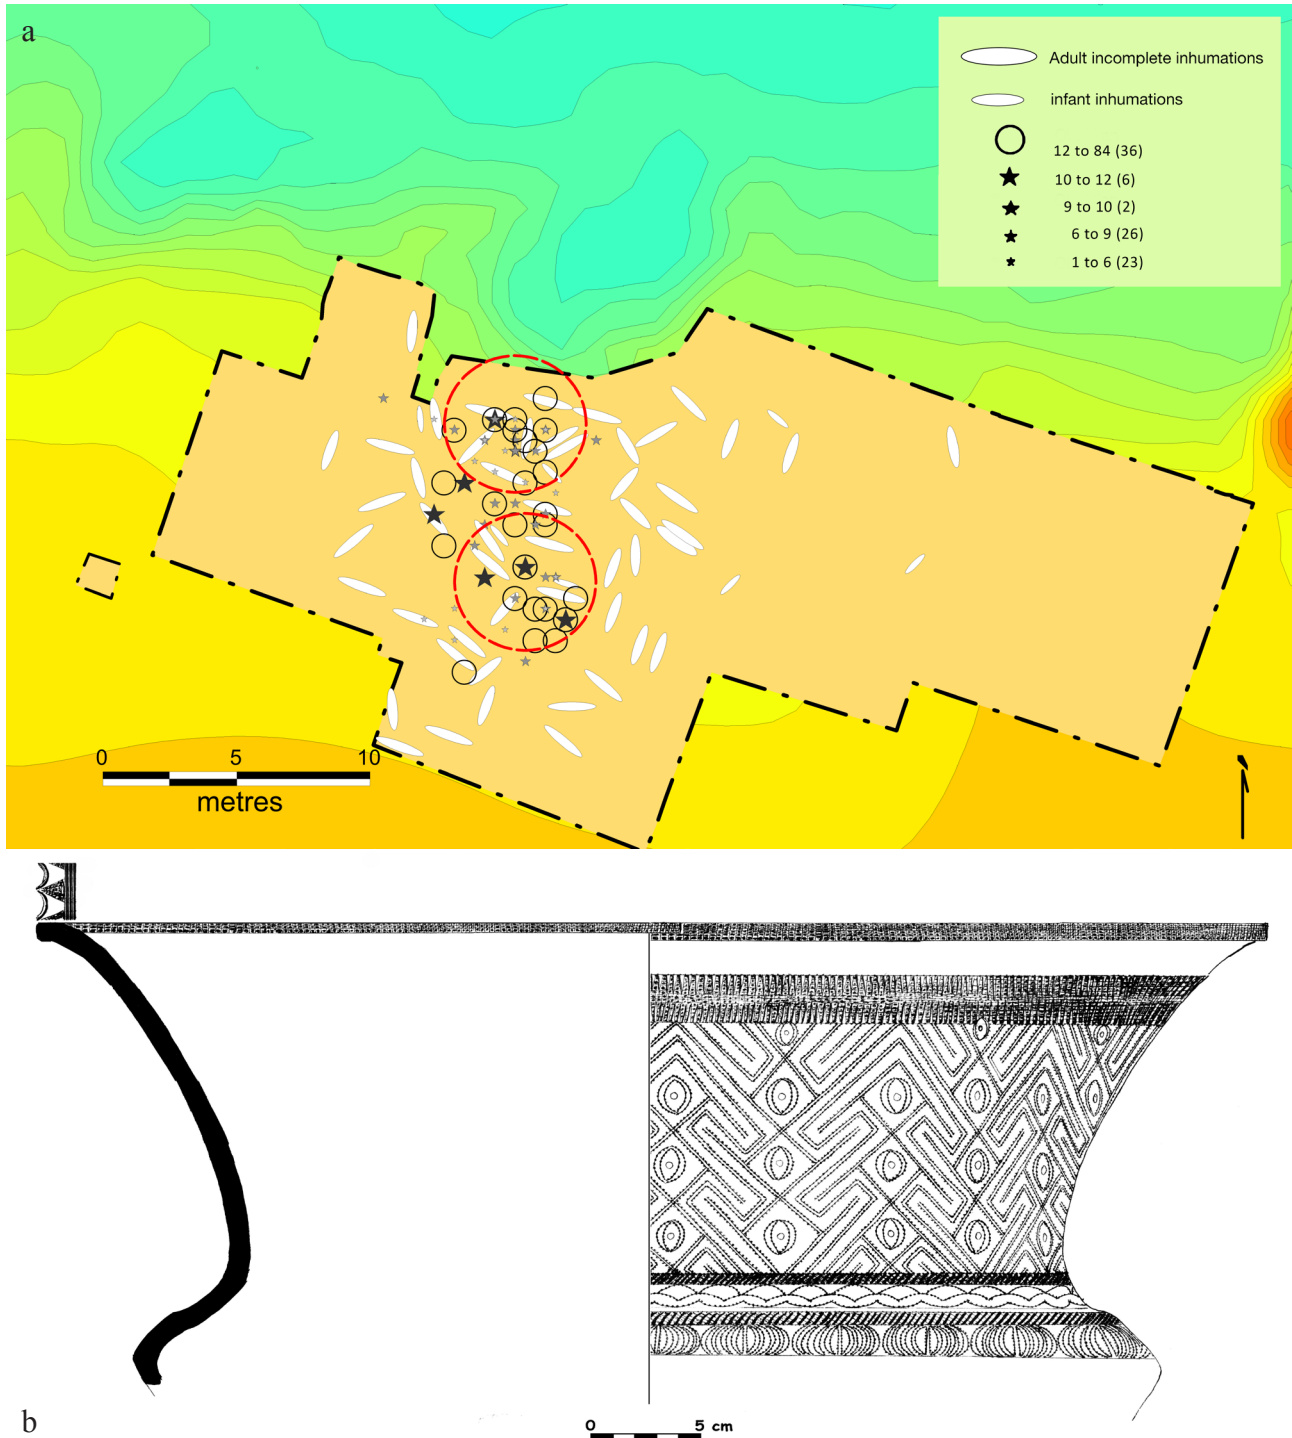 a
Adult incomplete inhumations
infant inhumations
12 to 84 (36)
10 to 12 (6)
9 to 10 (2)
6 to 9 (26)
1 to 6 (23)
0 5 10
metres
b
0 5 cm